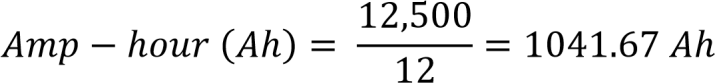 Amp − hour (Ah) = 12,500/12 = 1041.67 Ah